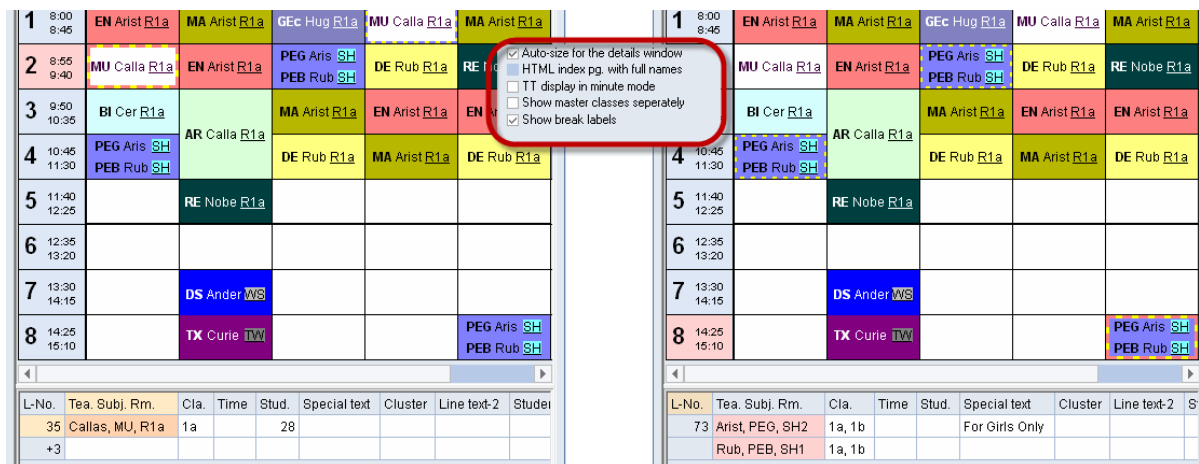 1 8:00 EN Arist R1a MA Arist R1a GEc Hug R1a MU Calla R1a MA Arist R1a
8:45
2 8:55 MU Calla R1a EN Arist R1a PEG Aris SH DE Rub R1a RE
9:40 PEB Rub SH
3 9:50 BI Cer R1a AR Calla R1a MA Arist R1a EN Arist R1a EN
10:35
4 10:45 PEG Aris SH DE Rub R1a MA Arist R1a DE Rub R1a
11:30 PEB Rub SH
5 11:40 RE Nobe R1a
12:25
6 12:35
13:20
7 13:30 DS Ander WS
14:15
8 14:25 TX Curie TW PEG Aris SH
15:10 PEB Rub SH
L-No. Tea. Subj. Rm. Cla. Time Stud. Special text Cluster Line text-2
35 Callas, MU, R1a 1a 28
+3
Auto-size for the details window
HTML index pg. with full names
TT display in minute mode
Show master classes seperately
Show break labels
1 8:00 EN Arist R1a MA Arist R1a GEc Hug R1a MU Calla R1a MA Arist R1a
8:45
MU Calla R1a EN Arist R1a PEG Aris SH DE Rub R1a RE Nobe R1a
PEB Rub SH
BI Cer R1a AR Calla R1a MA Arist R1a EN Arist R1a EN Arist R1a
4 10:45 PEG Aris SH DE Rub R1a MA Arist R1a DE Rub R1a
11:30 PEB Rub SH
5 11:40 RE Nobe R1a
12:25
6 12:35
13:20
7 13:30 DS Ander WS
14:15
8 14:25 TX Curie TW PEG Aris SH
15:10 PEB Rub SH
L-No. Tea. Subj. Rm. Cla. Time Stud. Special text Cluster Line text-2
73 Arist, PEG, SH2 1a, 1b For Girls Only
Rub, PEB, SH1 1a, 1b